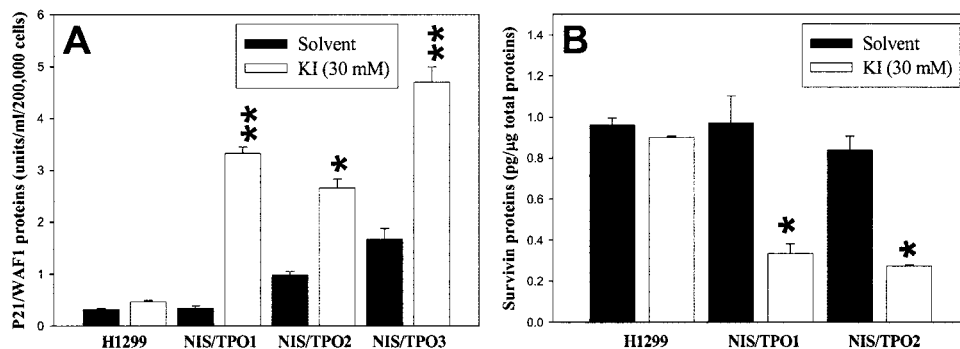 A
P21/WAF1 proteins (units/ml/200,000 cells)
6
5
4
3
2
1
0
Solvent
KI (30 mM)
**
*
**
H1299 NIS/TPO1 NIS/TPO2 NIS/TPO3
B
Survivin proteins (pg/µg total proteins)
1.4
1.2
1.0
0.8
0.6
0.4
0.2
0.0
Solvent
KI (30 mM)
*
*
H1299 NIS/TPO1 NIS/TPO2